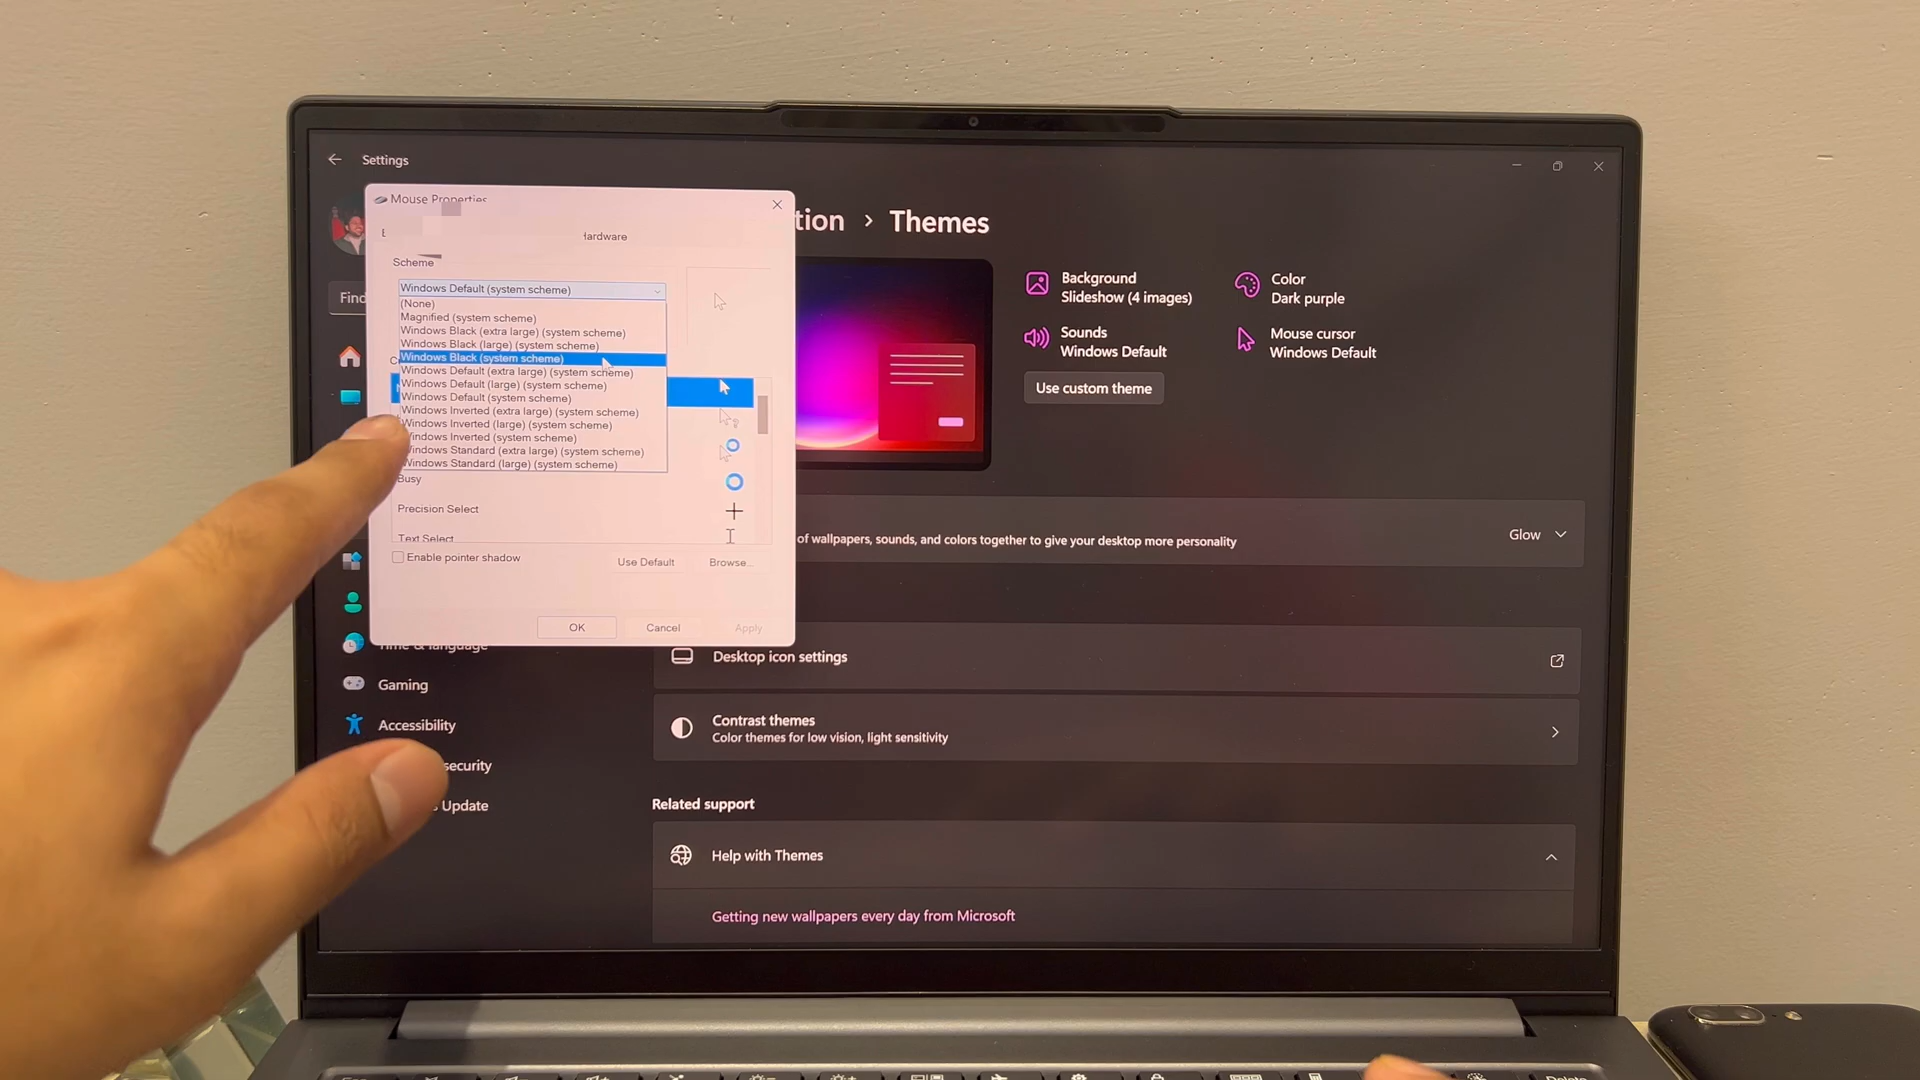 Settings
Mouse Properties
tion > Themes
Hardware
Scheme
Windows Default (system scheme)
(None)
Magnified (system scheme)
Windows Black (extra large) (system scheme)
Windows Black (large) (system scheme)
Windows Black (system scheme)
Windows Default (extra large) (system scheme)
Windows Default (large) (system scheme)
Windows Default (system scheme)
Windows Inverted (extra large) (system scheme)
Windows Inverted (large) (system scheme)
Windows Inverted (system scheme)
Windows Standard (extra large) (system scheme)
Windows Standard (large) (system scheme)
Busy
Precision Select
Text Select
Enable pointer shadow
Use Default
Browse...
OK
Cancel
Apply
Find
Time & language
Gaming
Accessibility
security
Update
Background
Slideshow (4 images)
Color
Dark purple
Sounds
Windows Default
Mouse cursor
Windows Default
Use custom theme
of wallpapers, sounds, and colors together to give your desktop more personality
Glow
Desktop icon settings
Contrast themes
Color themes for low vision, light sensitivity
Related support
Help with Themes
Getting new wallpapers every day from Microsoft
Delete